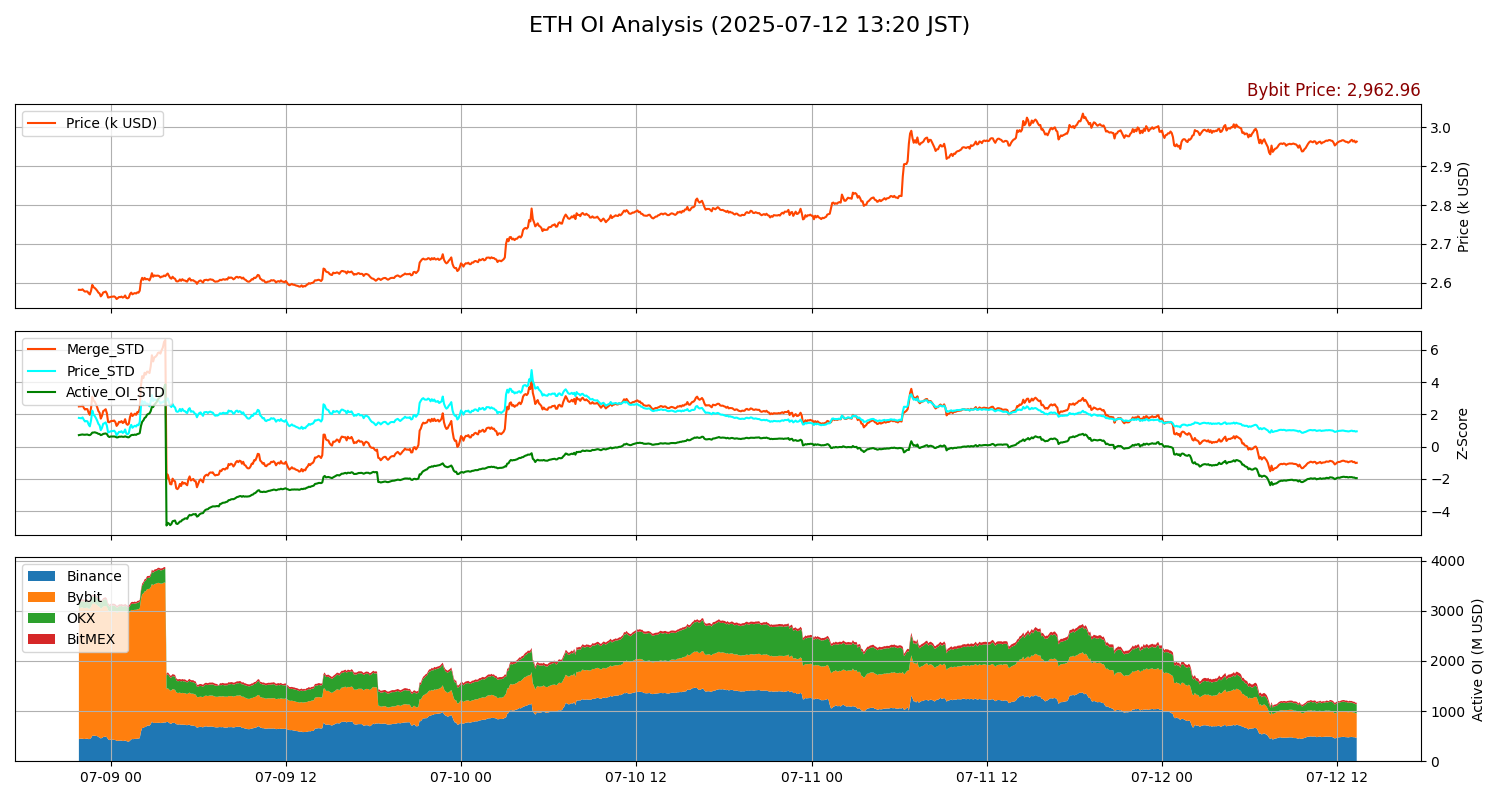 ETH OI Analysis (2025-07-12 13:20 JST)
Bybit Price: 2,962.96
Price (k USD)
3.0
2.9
2.8
2.7
2.6
Price (k USD)
Merge_STD
Price_STD
Active_OI_STD
6
4
2
0
−2
−4
Z-Score
Binance
Bybit
OKX
BitMEX
4000
3000
2000
1000
0
Active OI (M USD)
07-09 00
07-09 12
07-10 00
07-10 12
07-11 00
07-11 12
07-12 00
07-12 12